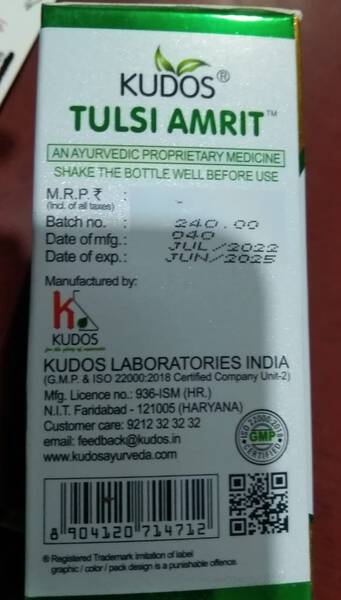 KUDOS®
TULSI AMRIT™
AN AYURVEDIC PROPRIETARY MEDICINE
SHAKE THE BOTTLE WELL BEFORE USE
M.R.P. ₹ :
(Incl. of all taxes)
240.00
Batch no. : 040
Date of mfg.: JUL/2022
Date of exp.: JUN/2025
Manufactured by:
k
KUDOS
KUDOS LABORATORIES INDIA
(G.M.P. & ISO 22000:2018 Certified Company Unit-2)
Mfg. Licence no.: 936-ISM (HR.)
N.I.T. Faridabad - 121005 (HARYANA)
Customer care: 9212 32 32 32
email: feedback@kudos.in
www.kudosayurveda.com
ISO 22000:2018
GMP
CERTIFIED
8 904120 714712
® Registered Trademark imitation of label
graphic / color / pack design is a punishable offence.